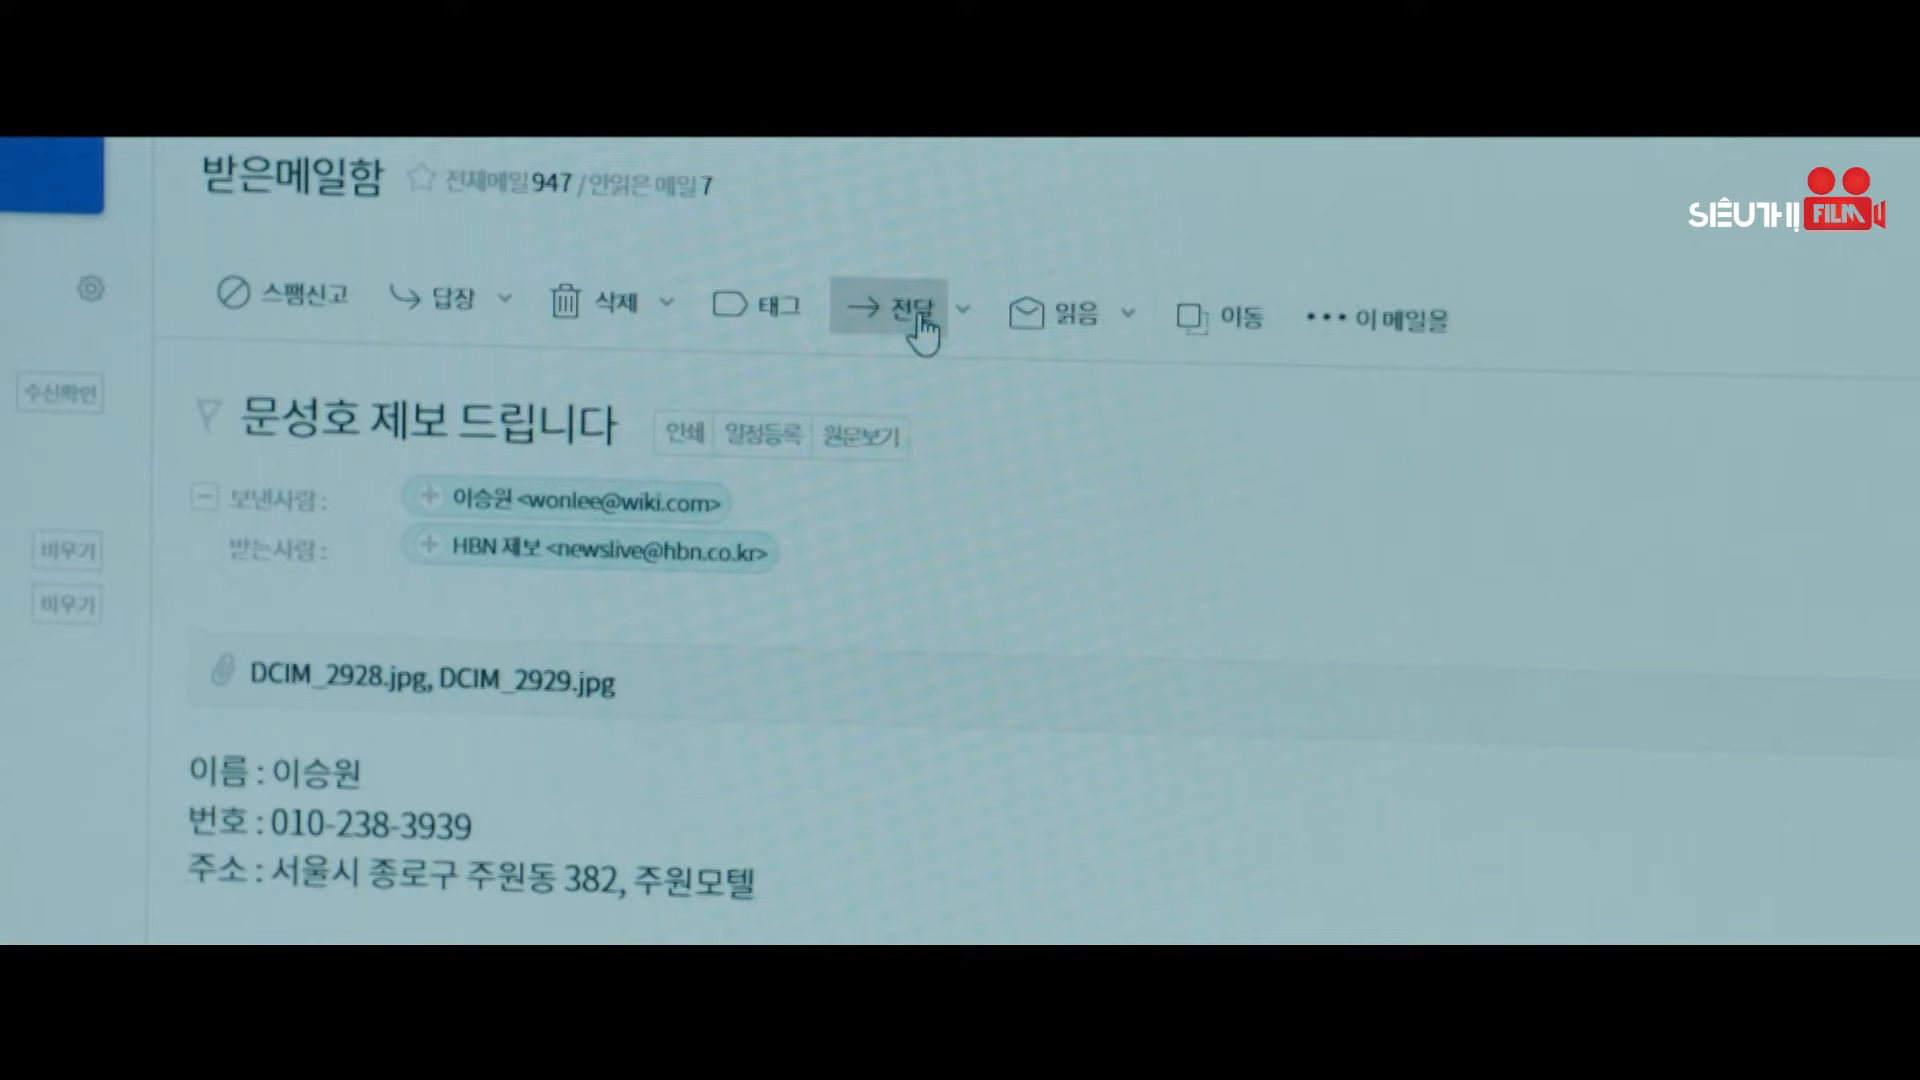 받은메일함 전체메일 947 / 안읽은 메일 7
SIÊUTHỊ FILM
스팸신고 답장 삭제 태그 전달 읽음 이동 이 메일을
수신확인
문성호 제보 드립니다 인쇄 일정등록 원문보기
보낸사람 : 이승원 <wonlee@wiki.com>
받는사람 : HBN 제보 <newslive@hbn.co.kr>
비우기
비우기
DCIM_2928.jpg, DCIM_2929.jpg
이름 : 이승원
번호 : 010-238-3939
주소 : 서울시 종로구 주원동 382, 주원모텔